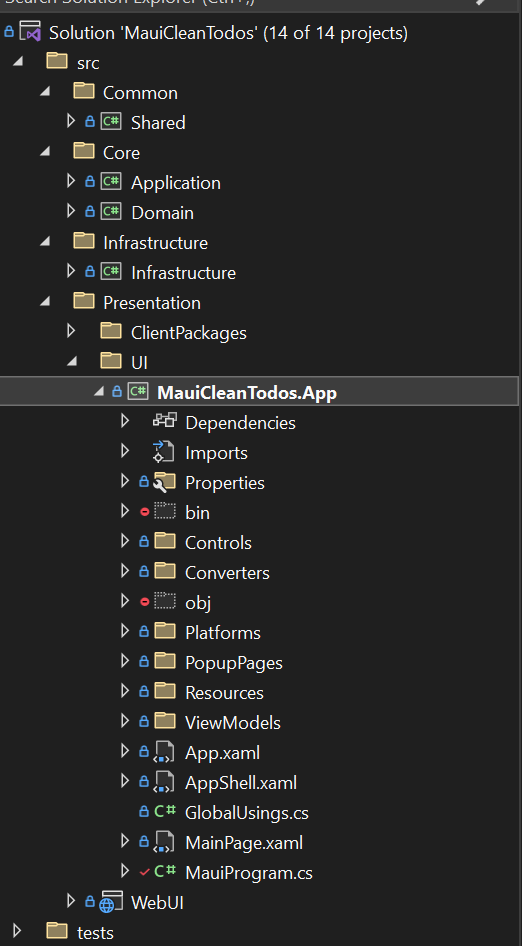 Search Solution Explorer (Ctrl+;)
Solution 'MauiCleanTodos' (14 of 14 projects)
src
Common
C# Shared
Core
C# Application
C# Domain
Infrastructure
C# Infrastructure
Presentation
ClientPackages
UI
C# MauiCleanTodos.App
Dependencies
Imports
Properties
bin
Controls
Converters
obj
Platforms
PopupPages
Resources
ViewModels
App.xaml
AppShell.xaml
C# GlobalUsings.cs
MainPage.xaml
C# MauiProgram.cs
WebUI
tests